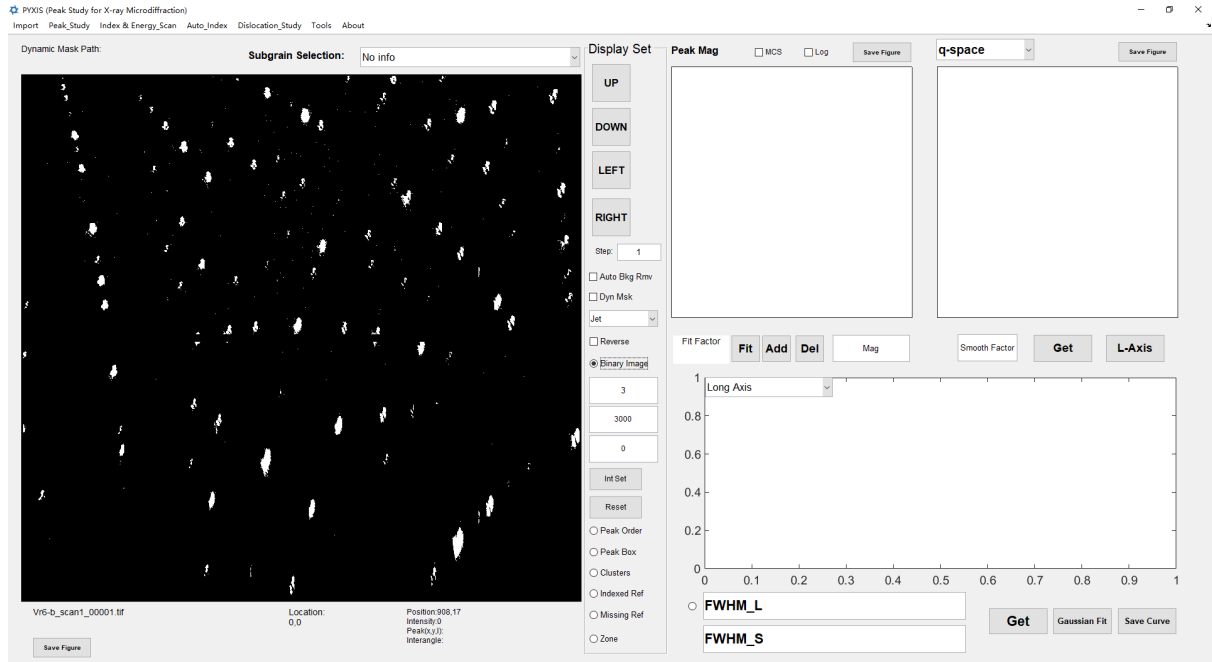 PYXIS (Peak Study for X-ray Microdiffraction)
Import Peak_Study Index & Energy_Scan Auto_Index Dislocation_Study Tools About
Dynamic Mask Path:
Subgrain Selection: No info
Display Set
UP
DOWN
LEFT
RIGHT
Step: 1
Auto Bkg Rmv
Dyn Msk
Jet
Reverse
Binary Image
3
3000
0
Int Set
Reset
Peak Order
Peak Box
Clusters
Indexed Ref
Missing Ref
Zone
Peak Mag MCS Log Save Figure
q-space Save Figure
Fit Factor Fit Add Del Mag
Smooth Factor Get L-Axis
Long Axis
1
0.8
0.6
0.4
0.2
0
0 0.1 0.2 0.3 0.4 0.5 0.6 0.7 0.8 0.9 1
FWHM_L
FWHM_S
Get Gaussian Fit Save Curve
Vr6-b_scan1_00001.tif
Save Figure
Location:
0,0
Position:908,17
Intensity:0
Peak(x,y,I):
Interangle: